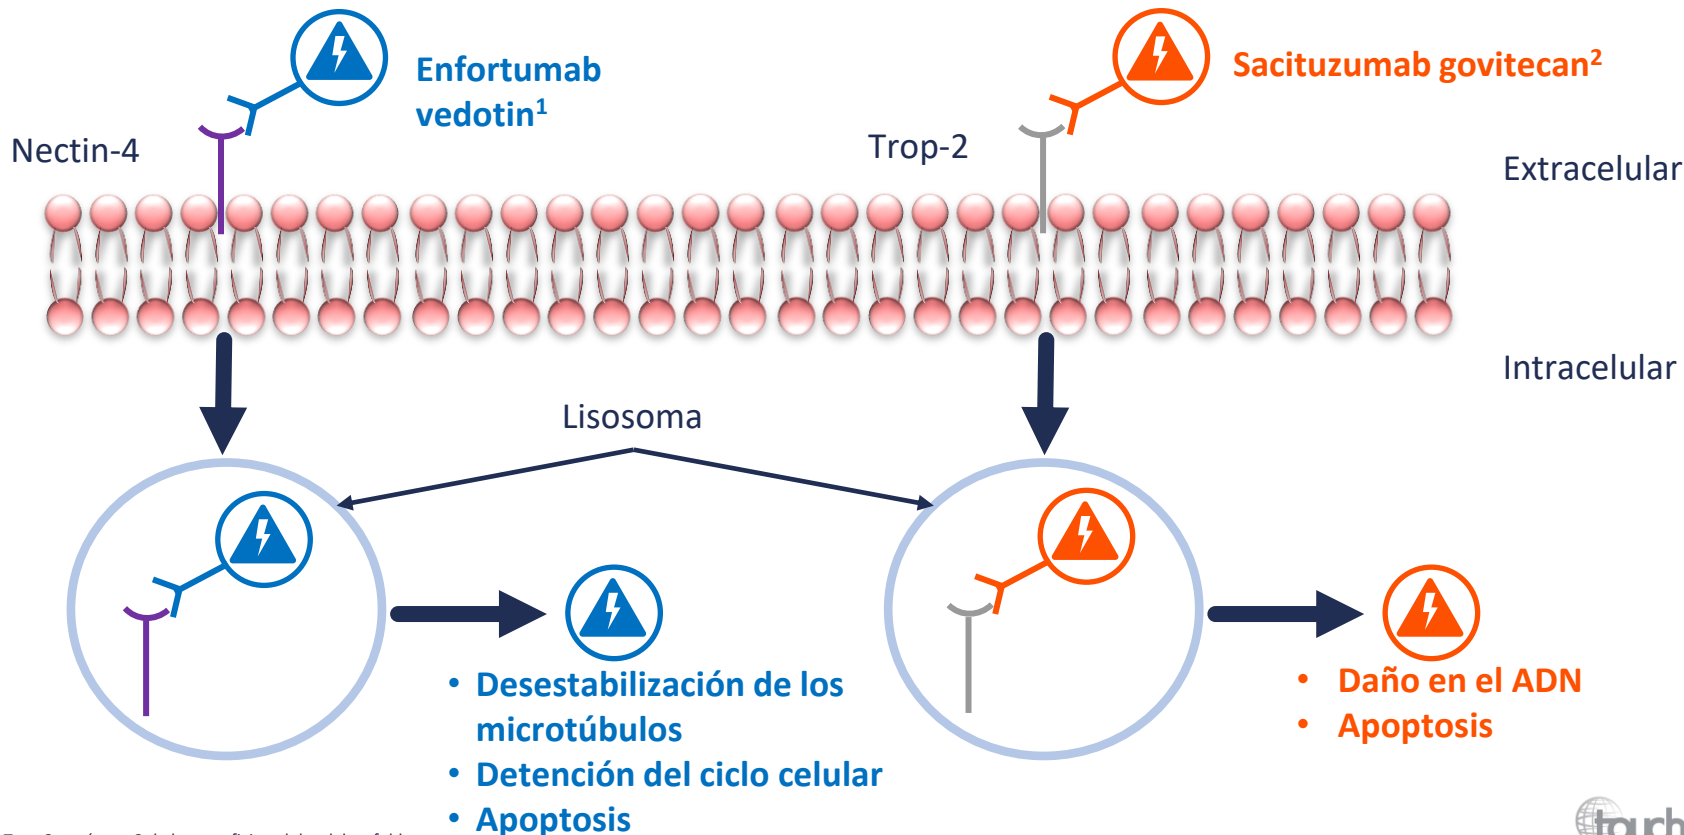 Enfortumab
vedotin¹
Sacituzumab govitecan²
Nectin-4
Trop-2
Extracelular
Intracelular
Lisosoma
• Desestabilización de los
microtúbulos
• Detención del ciclo celular
• Apoptosis
• Daño en el ADN
• Apoptosis
touch